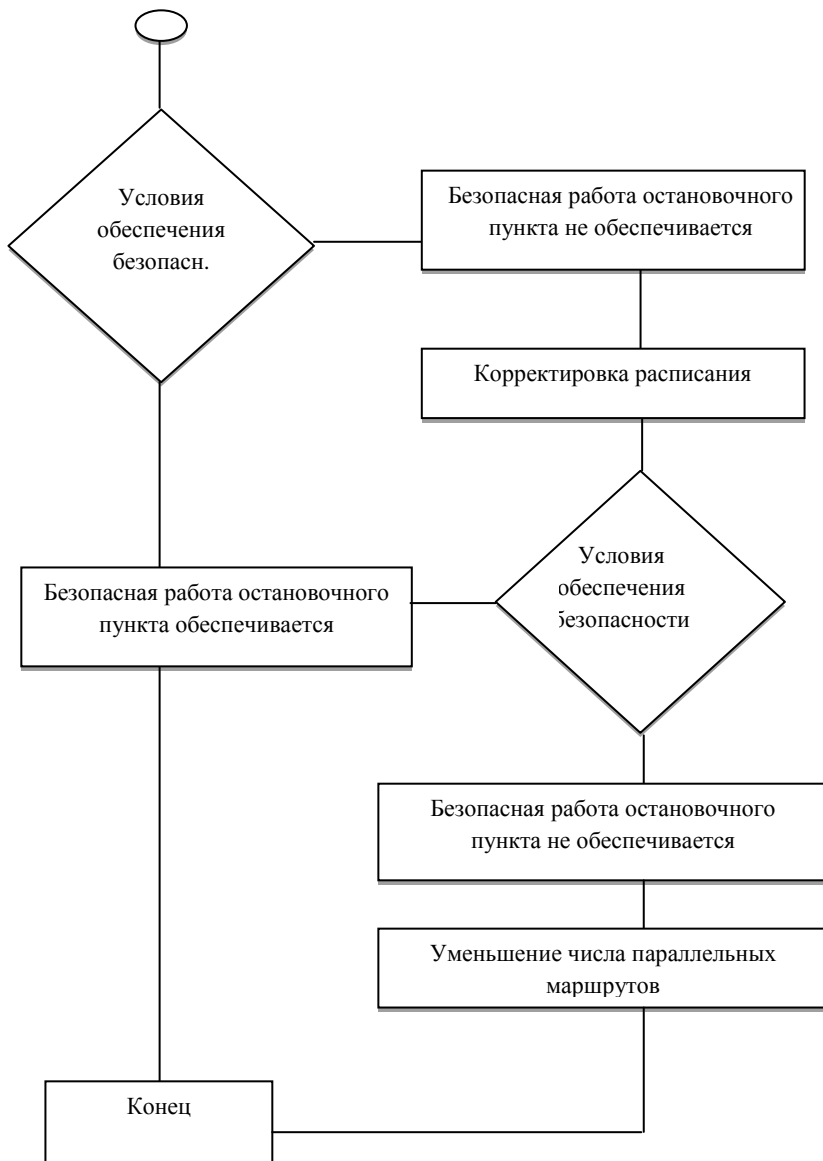 Условия
обеспечения
безопасн.
Безопасная работа остановочного
пункта не обеспечивается
Корректировка расписания
Условия
обеспечения
безопасности
Безопасная работа остановочного
пункта обеспечивается
Безопасная работа остановочного
пункта не обеспечивается
Уменьшение числа параллельных
маршрутов
Конец